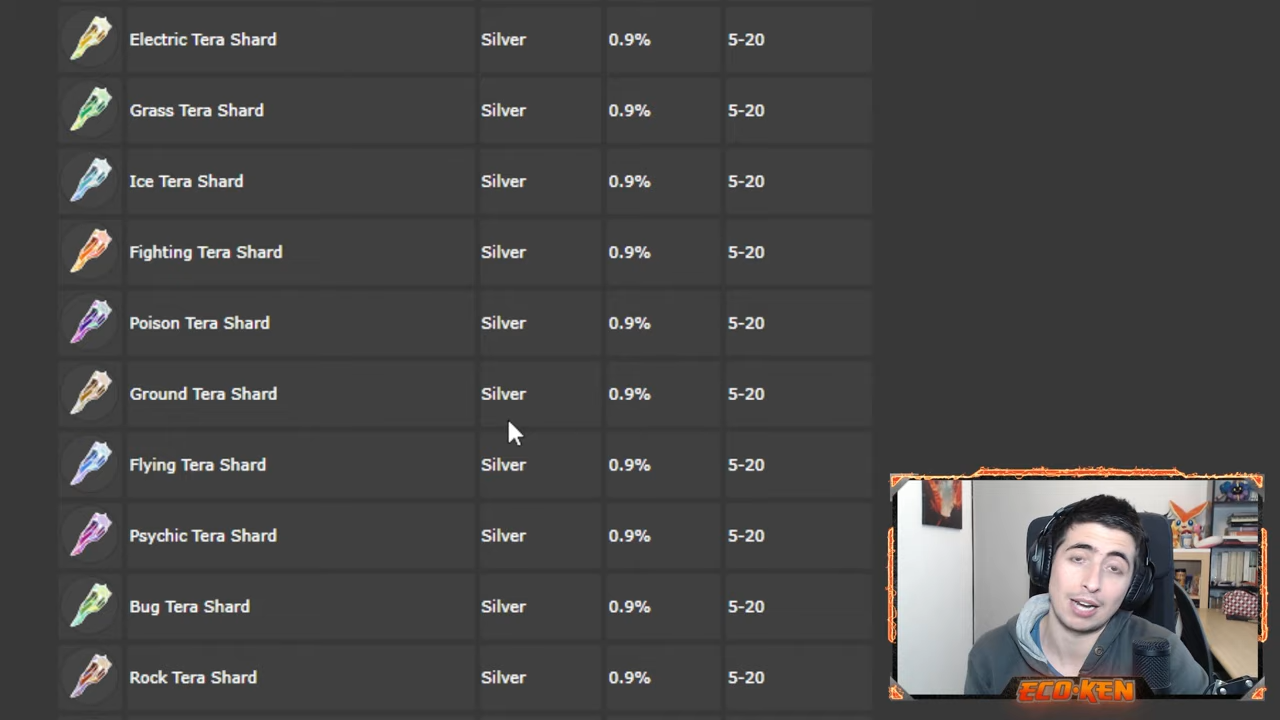 Electric Tera Shard Silver 0.9% 5-20
Grass Tera Shard Silver 0.9% 5-20
Ice Tera Shard Silver 0.9% 5-20
Fighting Tera Shard Silver 0.9% 5-20
Poison Tera Shard Silver 0.9% 5-20
Ground Tera Shard Silver 0.9% 5-20
Flying Tera Shard Silver 0.9% 5-20
Psychic Tera Shard Silver 0.9% 5-20
Bug Tera Shard Silver 0.9% 5-20
Rock Tera Shard Silver 0.9% 5-20
ECO·KEN